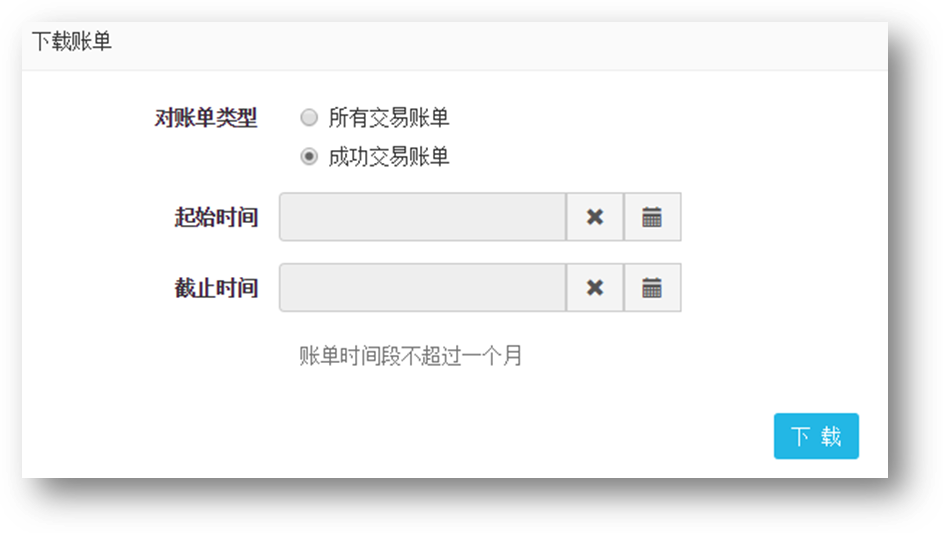 下载账单
对账单类型
所有交易账单
成功交易账单
起始时间
截止时间
账单时间段不超过一个月
下 载